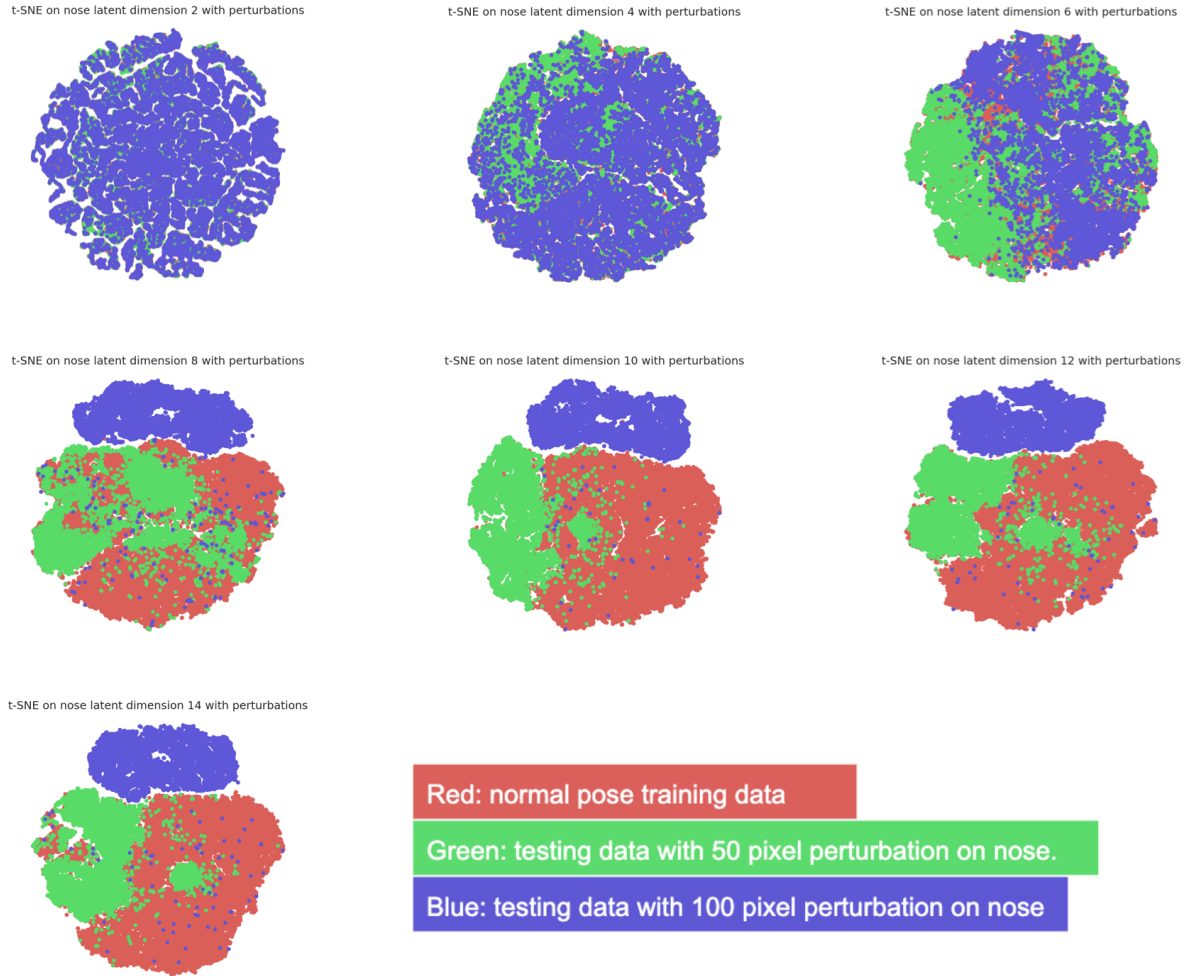 t-SNE on nose latent dimension 2 with perturbations
t-SNE on nose latent dimension 4 with perturbations
t-SNE on nose latent dimension 6 with perturbations
t-SNE on nose latent dimension 8 with perturbations
t-SNE on nose latent dimension 10 with perturbations
t-SNE on nose latent dimension 12 with perturbations
t-SNE on nose latent dimension 14 with perturbations
Red: normal pose training data
Green: testing data with 50 pixel perturbation on nose.
Blue: testing data with 100 pixel perturbation on nose